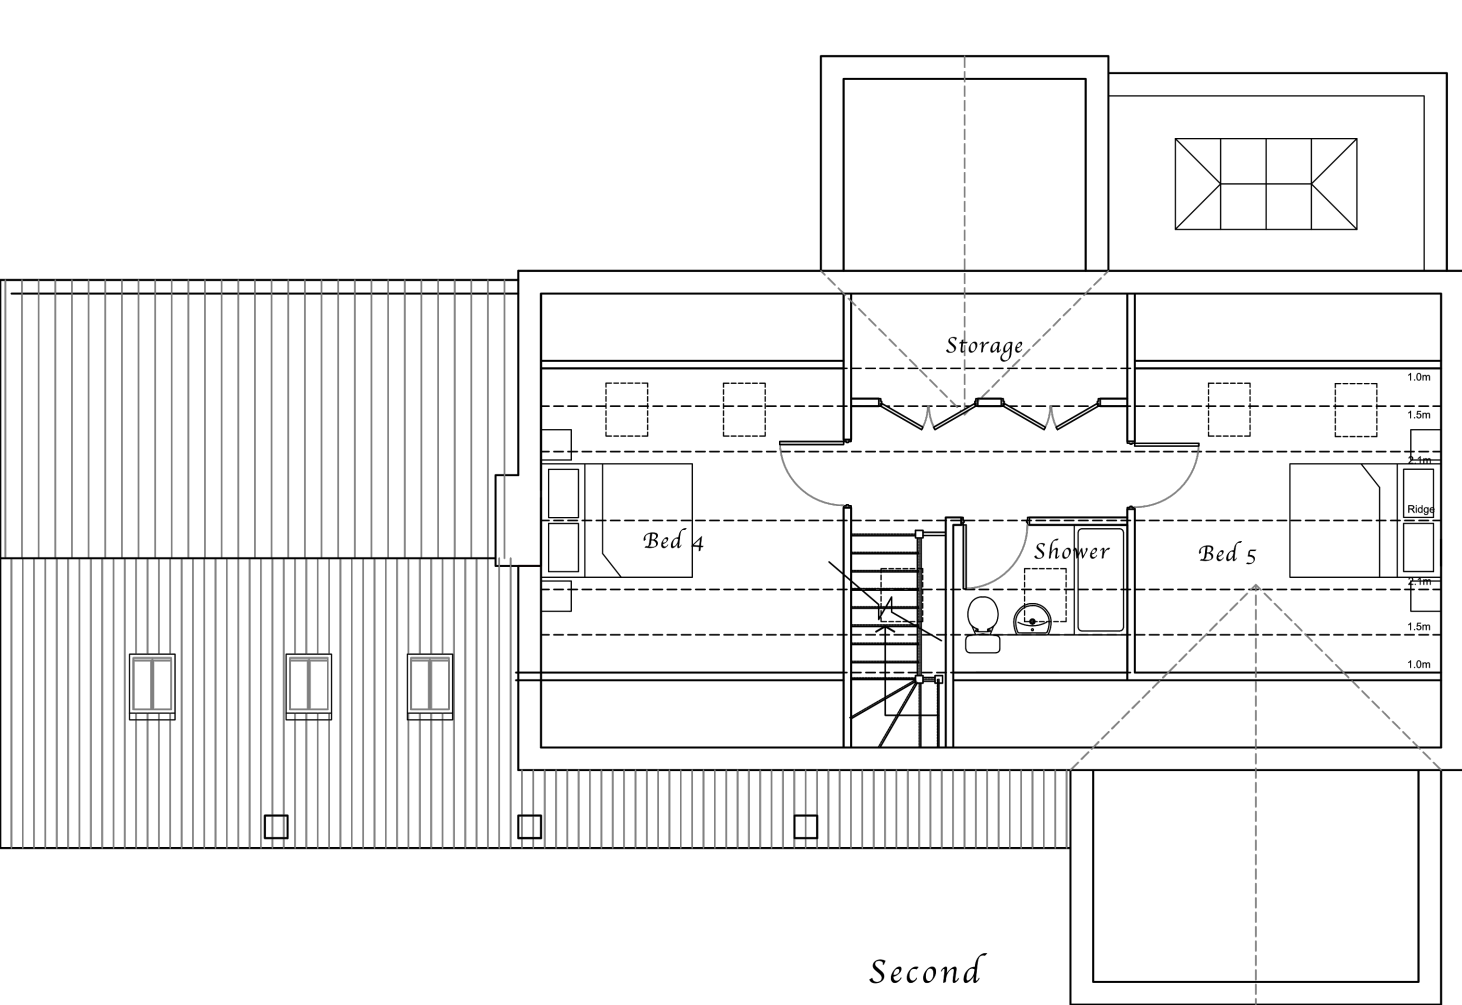 Storage
1.0m
1.5m
2.1m
Ridge
Bed 4
Shower
Bed 5
2.1m
1.5m
1.0m
Second